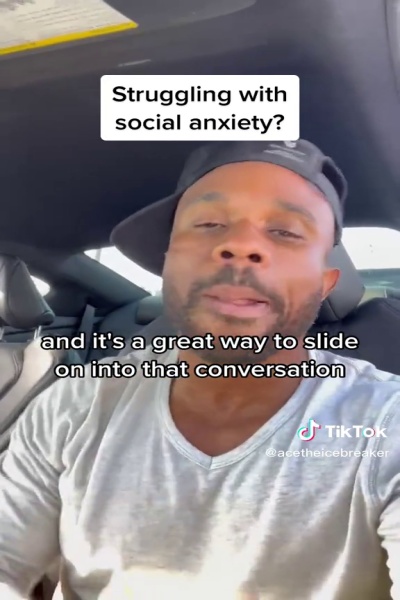 Struggling with
social anxiety?
and it's a great way to slide
on into that conversation
TikTok
@acetheicebreaker